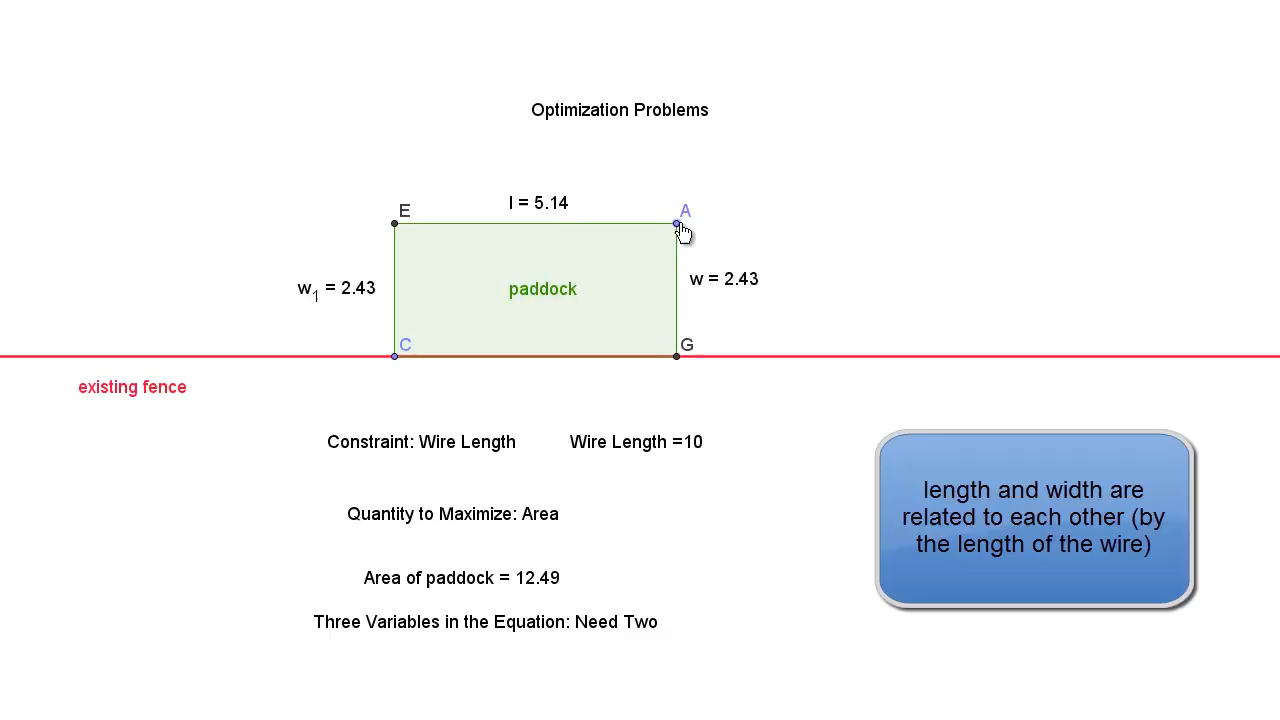 Optimization Problems
l = 5.14
E
A
w₁ = 2.43
paddock
w = 2.43
C
G
existing fence
Constraint: Wire Length
Wire Length =10
Quantity to Maximize: Area
Area of paddock = 12.49
Three Variables in the Equation: Need Two
length and width are
related to each other (by
the length of the wire)